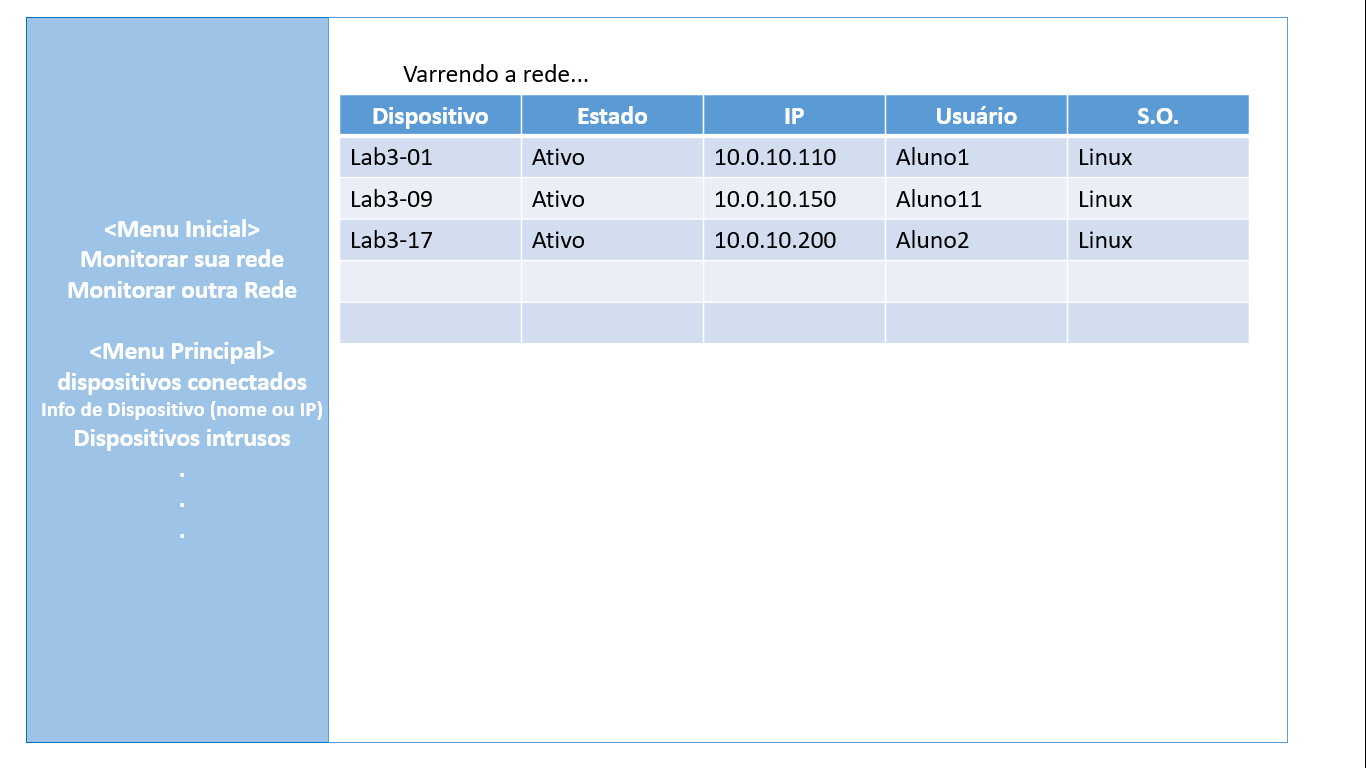 <Menu Inicial>
Monitorar sua rede
Monitorar outra Rede
<Menu Principal>
dispositivos conectados
Info de Dispositivo (nome ou IP)
Dispositivos intrusos
.
.
.
Varrendo a rede...
Dispositivo Estado IP Usuário S.O.
Lab3-01 Ativo 10.0.10.110 Aluno1 Linux
Lab3-09 Ativo 10.0.10.150 Aluno11 Linux
Lab3-17 Ativo 10.0.10.200 Aluno2 Linux